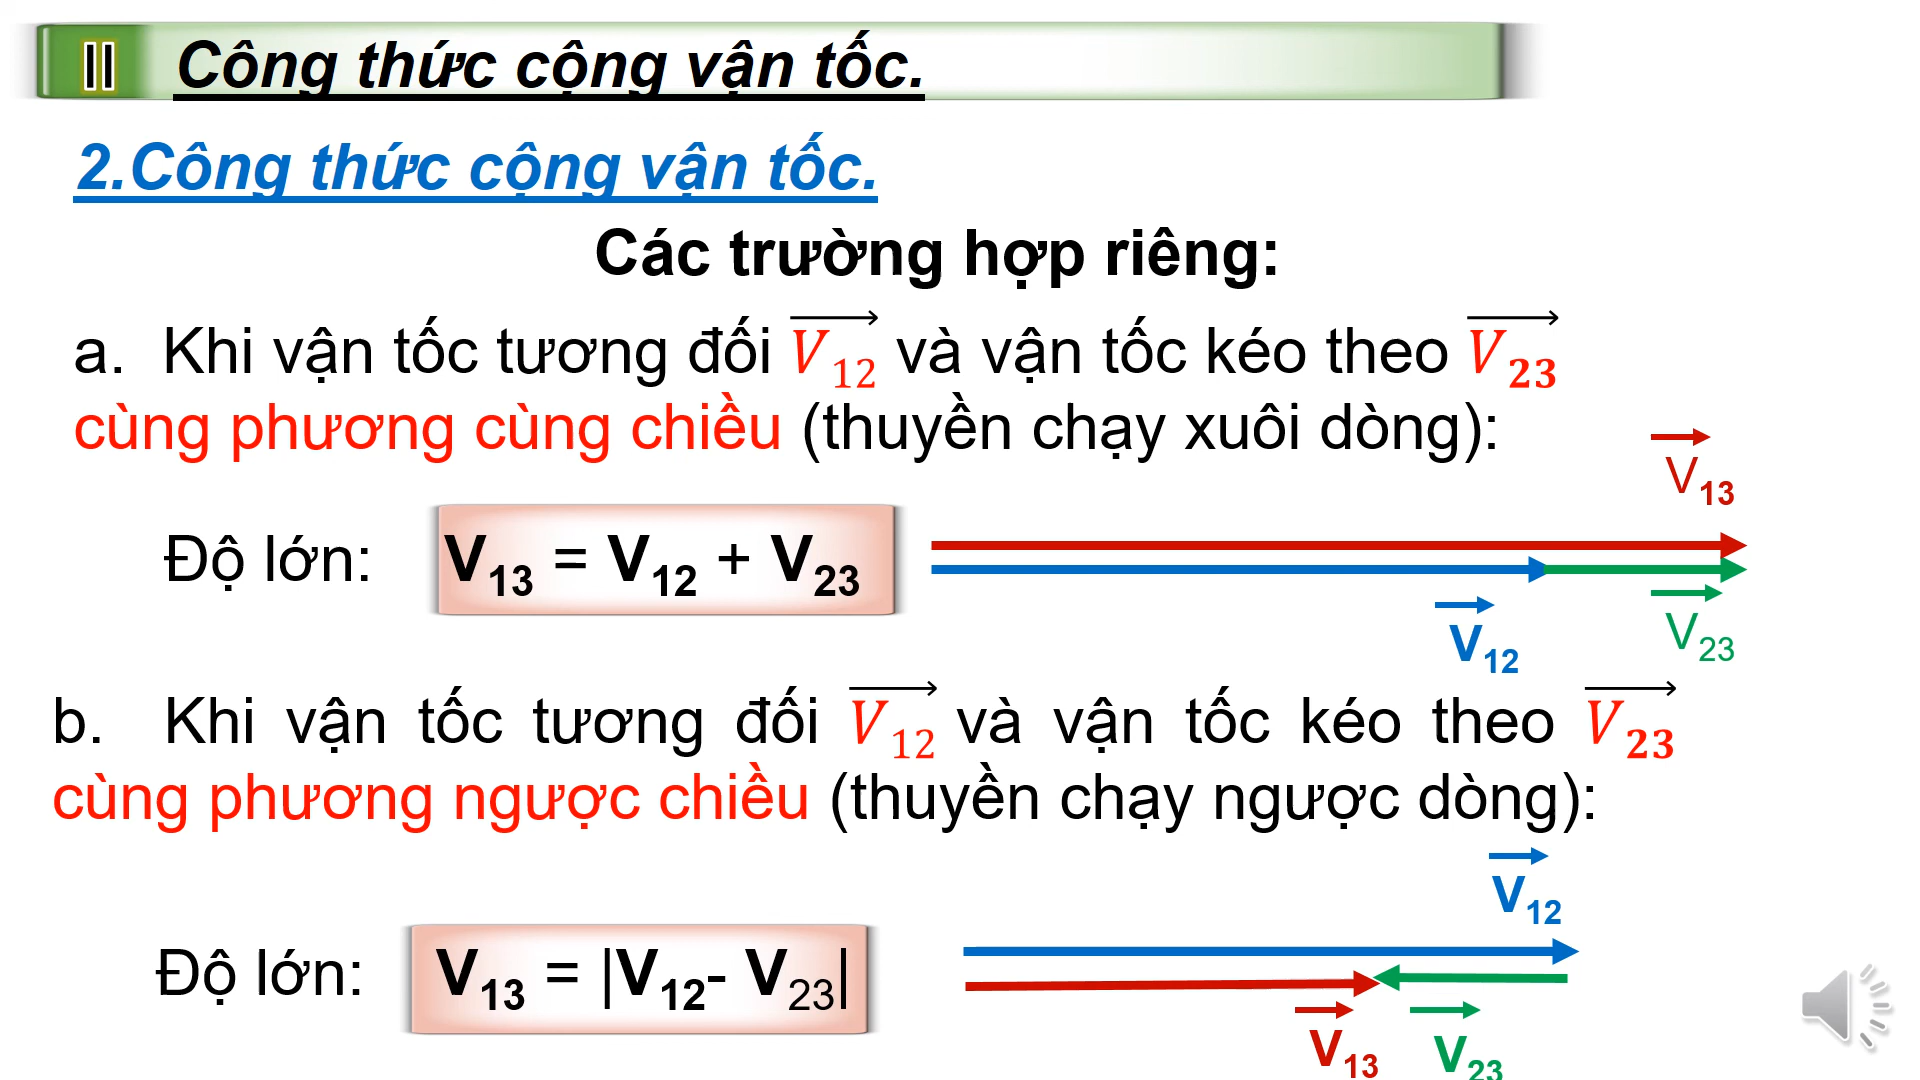 II Công thức cộng vận tốc.
2.Công thức cộng vận tốc.
Các trường hợp riêng:
a. Khi vận tốc tương đối V₁₂ và vận tốc kéo theo V₂₃
cùng phương cùng chiều (thuyền chạy xuôi dòng):
V₁₃
Độ lớn: V₁₃ = V₁₂ + V₂₃
V₁₂ V₂₃
b. Khi vận tốc tương đối V₁₂ và vận tốc kéo theo V₂₃
cùng phương ngược chiều (thuyền chạy ngược dòng):
V₁₂
Độ lớn: V₁₃ = |V₁₂- V₂₃|
V₁₃ V₂₃